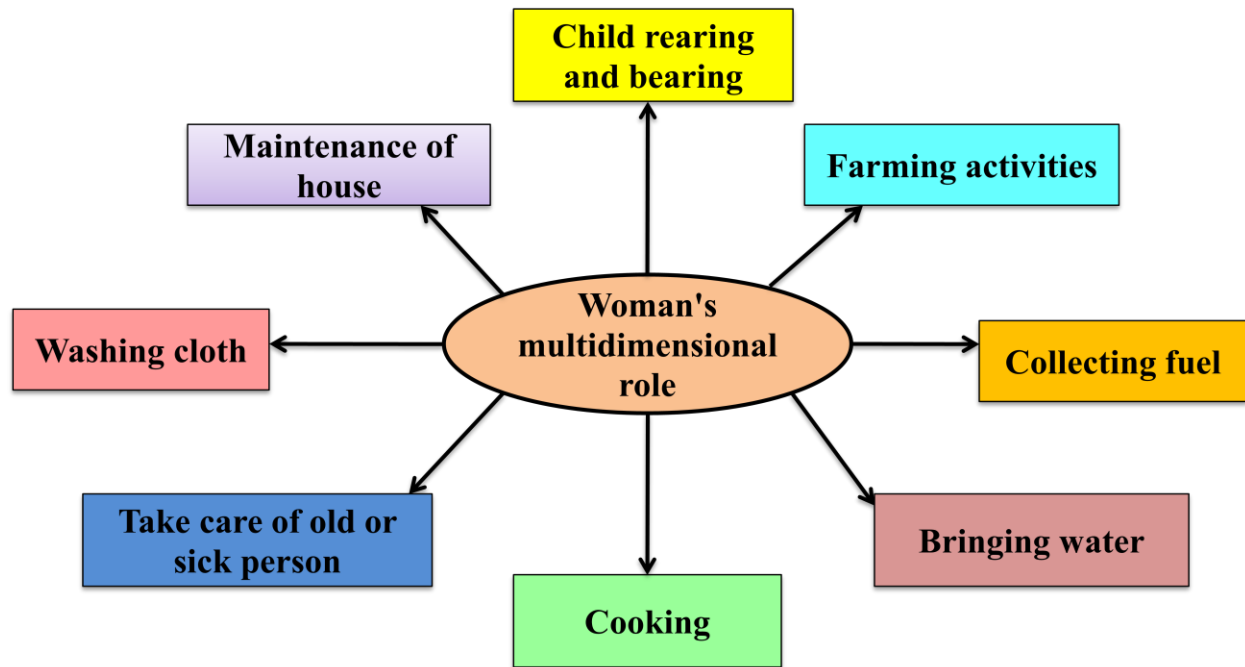 Child rearing
and bearing
Maintenance of
house
Farming activities
Woman's
multidimensional
role
Washing cloth
Collecting fuel
Take care of old or
sick person
Bringing water
Cooking